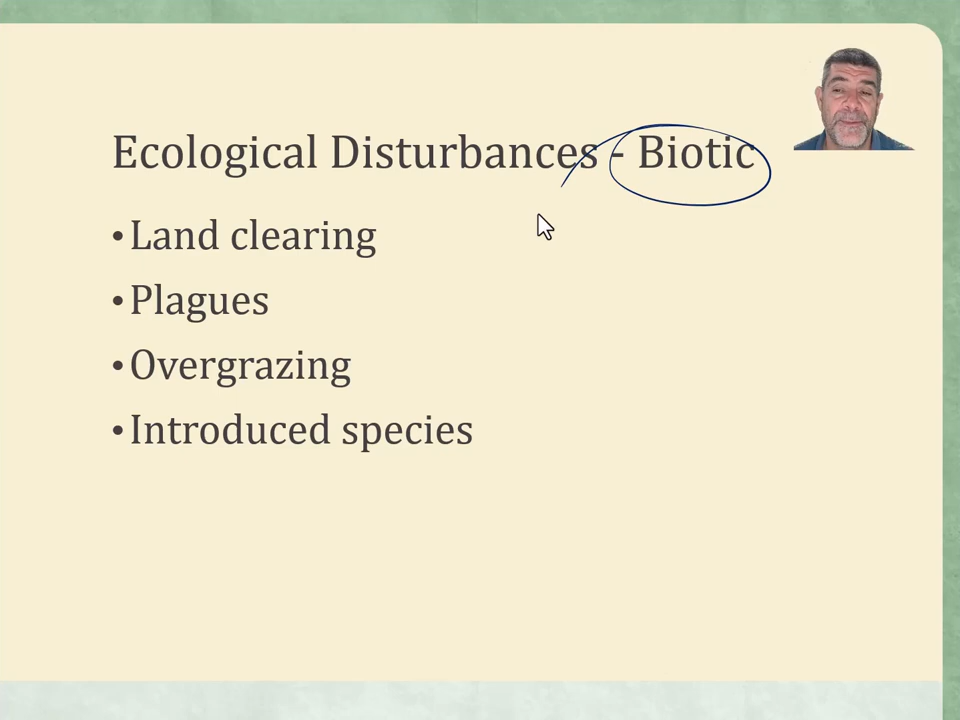 Ecological Disturbances - Biotic
• Land clearing
• Plagues
• Overgrazing
• Introduced species